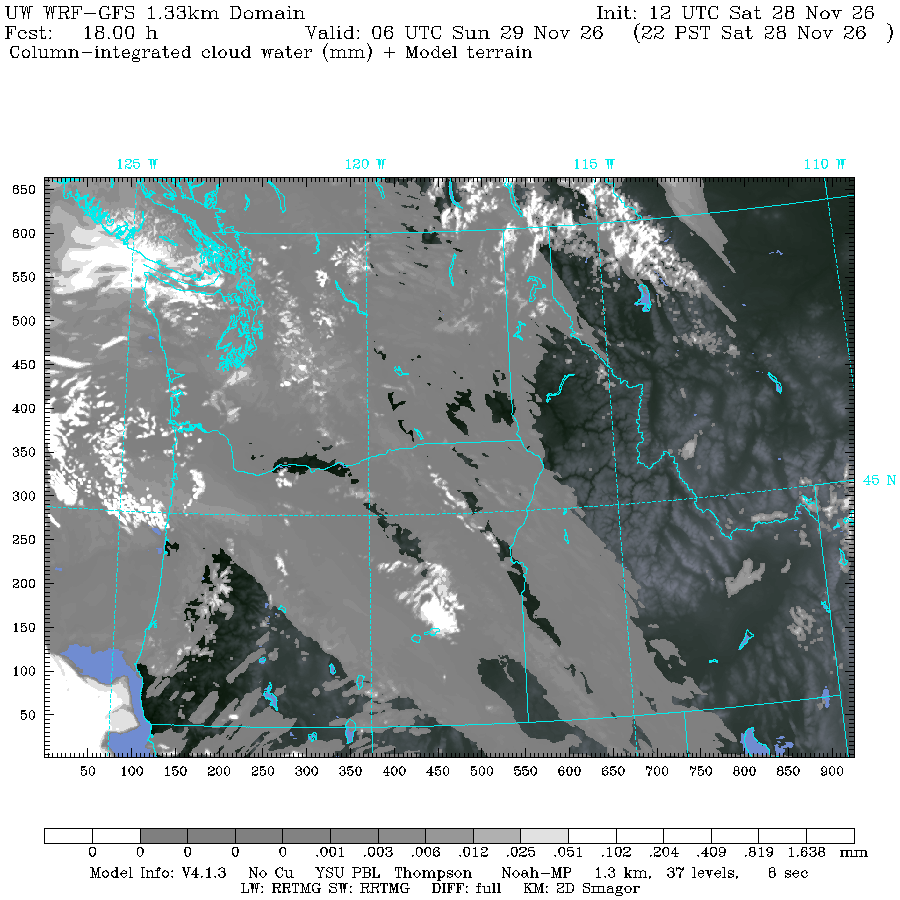 UW WRF-GFS 1.33km Domain Init: 12 UTC Sat 28 Nov 26
Fcst: 18.00 h Valid: 06 UTC Sun 29 Nov 26 (22 PST Sat 28 Nov 26 )
Column-integrated cloud water (mm) + Model terrain
125 W 120 W 115 W 110 W
650
600
550
500
450
400
350
45 N
300
250
200
150
100
50
50 100 150 200 250 300 350 400 450 500 550 600 650 700 750 800 850 900
0 0 0 0 0 .001 .003 .006 .012 .025 .051 .102 .204 .409 .819 1.638 mm
Model Info: V4.1.3 No Cu YSU PBL Thompson Noah-MP 1.3 km, 37 levels, 8 sec
LW: RRTMG SW: RRTMG DIFF: full KM: 2D Smagor